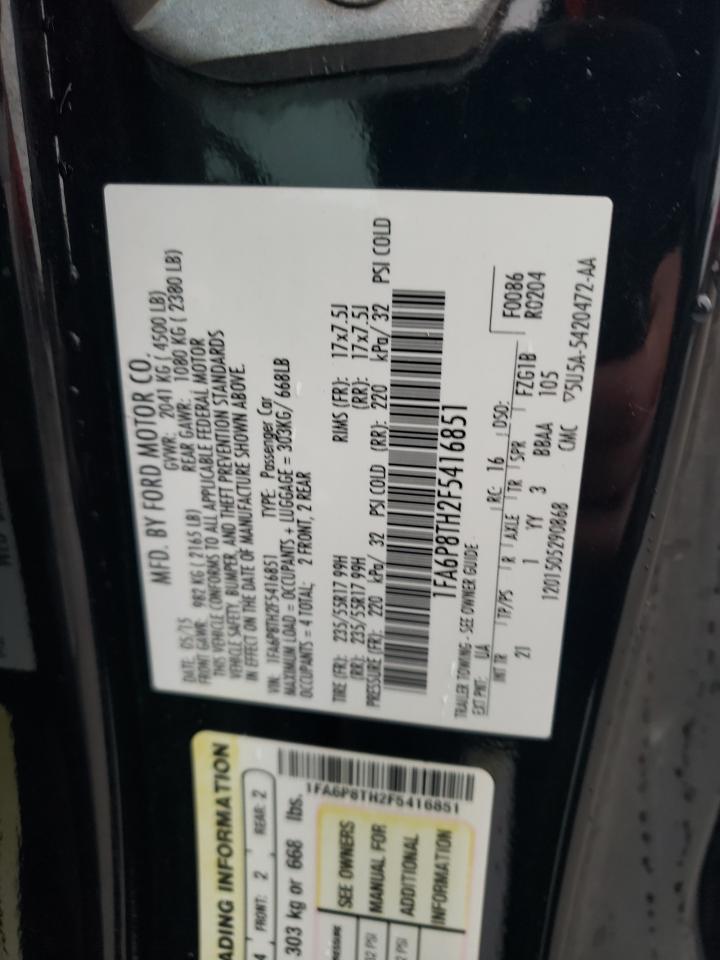 MFD. BY FORD MOTOR CO.
DATE: 05/15 GVWR: 2041 KG ( 4500 LB)
FRONT GAWR: 982 KG ( 2165 LB) REAR GAWR: 1080 KG ( 2380 LB)
THIS VEHICLE CONFORMS TO ALL APPLICABLE FEDERAL MOTOR
VEHICLE SAFETY, BUMPER, AND THEFT PREVENTION STANDARDS
IN EFFECT ON THE DATE OF MANUFACTURE SHOWN ABOVE.
VIN: 1FA6P8TH2F5416851 TYPE: Passenger Car
MAXIMUM LOAD = OCCUPANTS + LUGGAGE = 303KG/ 668LB
OCCUPANTS = 4 TOTAL; 2 FRONT, 2 REAR
TIRE (FR): 235/55R17 99H RIMS (FR): 17x7.5J
(RR): 235/55R17 99H (RR): 17x7.5J
PRESSURE (FR): 220 kPa/ 32 PSI COLD (RR): 220 kPa/ 32 PSI COLD
1FA6P8TH2F5416851
TRAILER TOWING - SEE OWNER GUIDE
EXT PNT: UA RC: 16 DSO: F0086
INT TR TP/PS R AXLE TR SPR R0204
21 1 YY 3 BBAA FZG1B
105
1201505290868 CMC ▽5U5A-5420472-AA
ADING INFORMATION
4 FRONT: 2 REAR: 2
303 kg or 668 lbs.
1FA6P8TH2F5416851
PRESSURE SEE OWNERS
PSI MANUAL FOR
PSI ADDITIONAL
INFORMATION